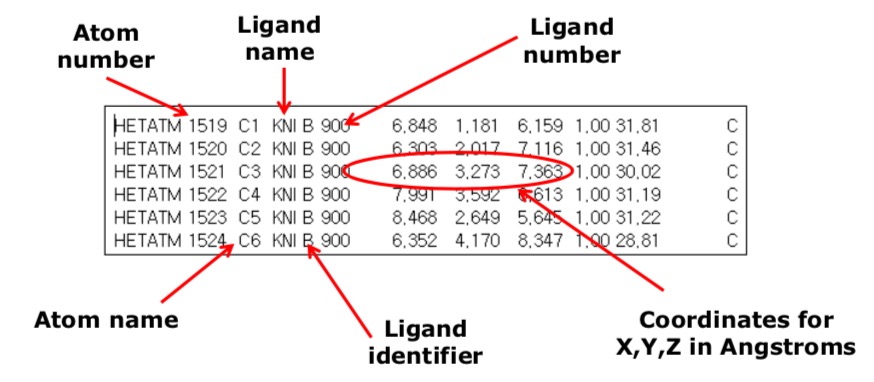 Atom
number
Ligand
name
Ligand
number
HETATM 1519 C1 KNI B 900 6,848 1,181 6,159 1,00 31,81 C
HETATM 1520 C2 KNI B 900 6,303 2,017 7,116 1,00 31,46 C
HETATM 1521 C3 KNI B 900 6,886 3,273 7,363 1,00 30,02 C
HETATM 1522 C4 KNI B 900 7,991 3,592 6,613 1,00 31,19 C
HETATM 1523 C5 KNI B 900 8,468 2,649 5,645 1,00 31,22 C
HETATM 1524 C6 KNI B 900 6,352 4,170 8,347 1,00 28,81 C
Atom name
Ligand
identifier
Coordinates for
X,Y,Z in Angstroms